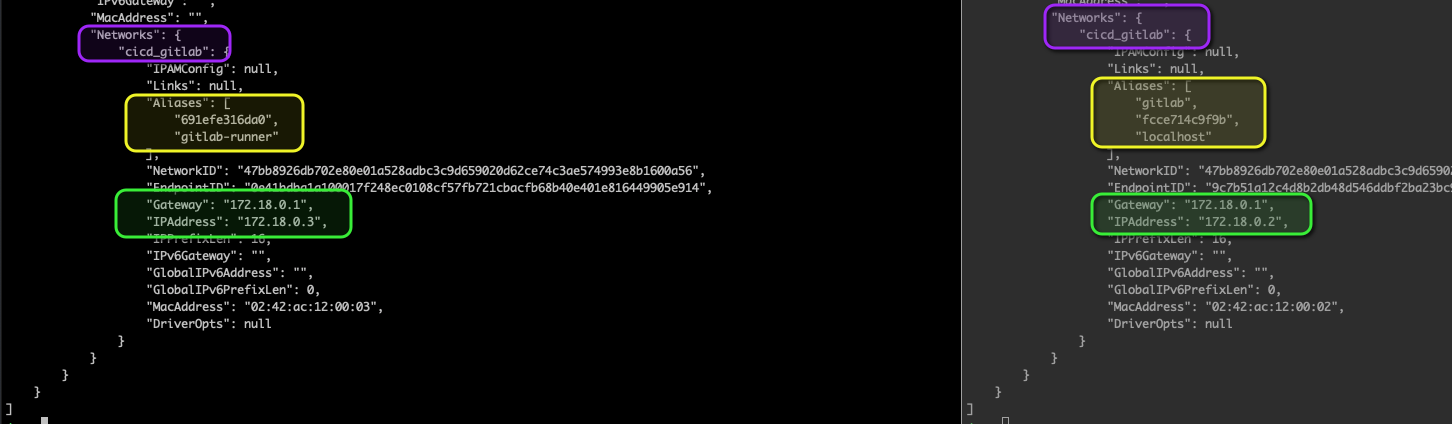 "IPv6Gateway": "",
"MacAddress": "",
"Networks": {
"cicd_gitlab": {
"IPAMConfig": null,
"Links": null,
"Aliases": [
"691efe316da0",
"gitlab-runner"
],
"NetworkID": "47bb8926db702e80e01a528adbc3c9d659020d62ce74c3ae574993e8b1600a56",
"EndpointID": "0e41bdba1a100017f248ec0108cf57fb721cbacfb68b40e401e816449905e914",
"Gateway": "172.18.0.1",
"IPAddress": "172.18.0.3",
"IPPrefixLen": 16,
"IPv6Gateway": "",
"GlobalIPv6Address": "",
"GlobalIPv6PrefixLen": 0,
"MacAddress": "02:42:ac:12:00:03",
"DriverOpts": null
}
}
}
}
]
"MacAddress": "",
"Networks": {
"cicd_gitlab": {
"IPAMConfig": null,
"Links": null,
"Aliases": [
"gitlab",
"fcce714c9f9b",
"localhost"
],
"NetworkID": "47bb8926db702e80e01a528adbc3c9d659020
"EndpointID": "9c7b51a12c4d8b2db48d546ddbf2ba23bc9
"Gateway": "172.18.0.1",
"IPAddress": "172.18.0.2",
"IPPrefixLen": 16,
"IPv6Gateway": "",
"GlobalIPv6Address": "",
"GlobalIPv6PrefixLen": 0,
"MacAddress": "02:42:ac:12:00:02",
"DriverOpts": null
}
}
}
}
]